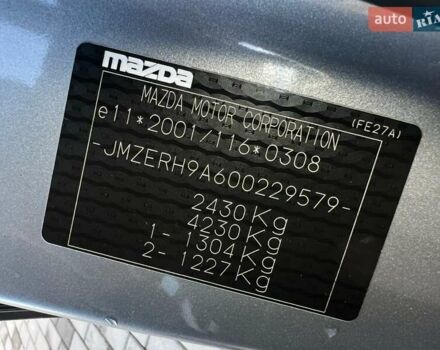 auto RIA
mazda
MAZDA MOTOR CORPORATION
(FE27A)
e11*2001/116*0308
-JMZERH9A600229579-
2430Kg
4230Kg
1- 1304Kg
2- 1227Kg